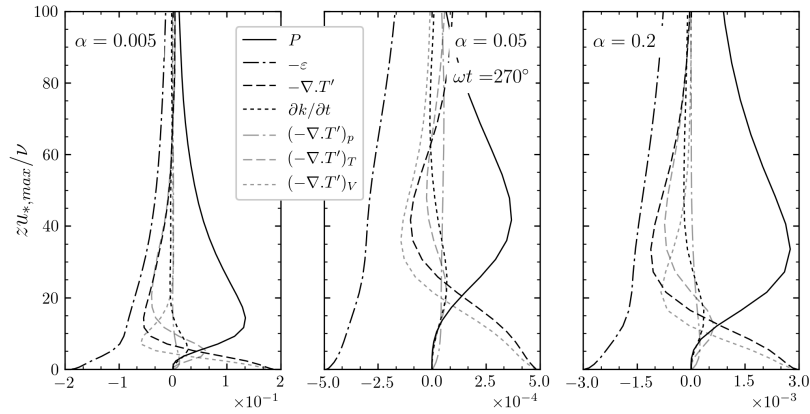 100
80
60
40
20
0
zu*,max/ν
α = 0.005
−2
−1
0
1
2
×10⁻¹
P
−ε
−∇.T′
∂k/∂t
(−∇.T′)p
(−∇.T′)T
(−∇.T′)V
α = 0.05
ωt =270°
−5.0
−2.5
0.0
2.5
5.0
×10⁻⁴
α = 0.2
−3.0
−1.5
0.0
1.5
3.0
×10⁻³